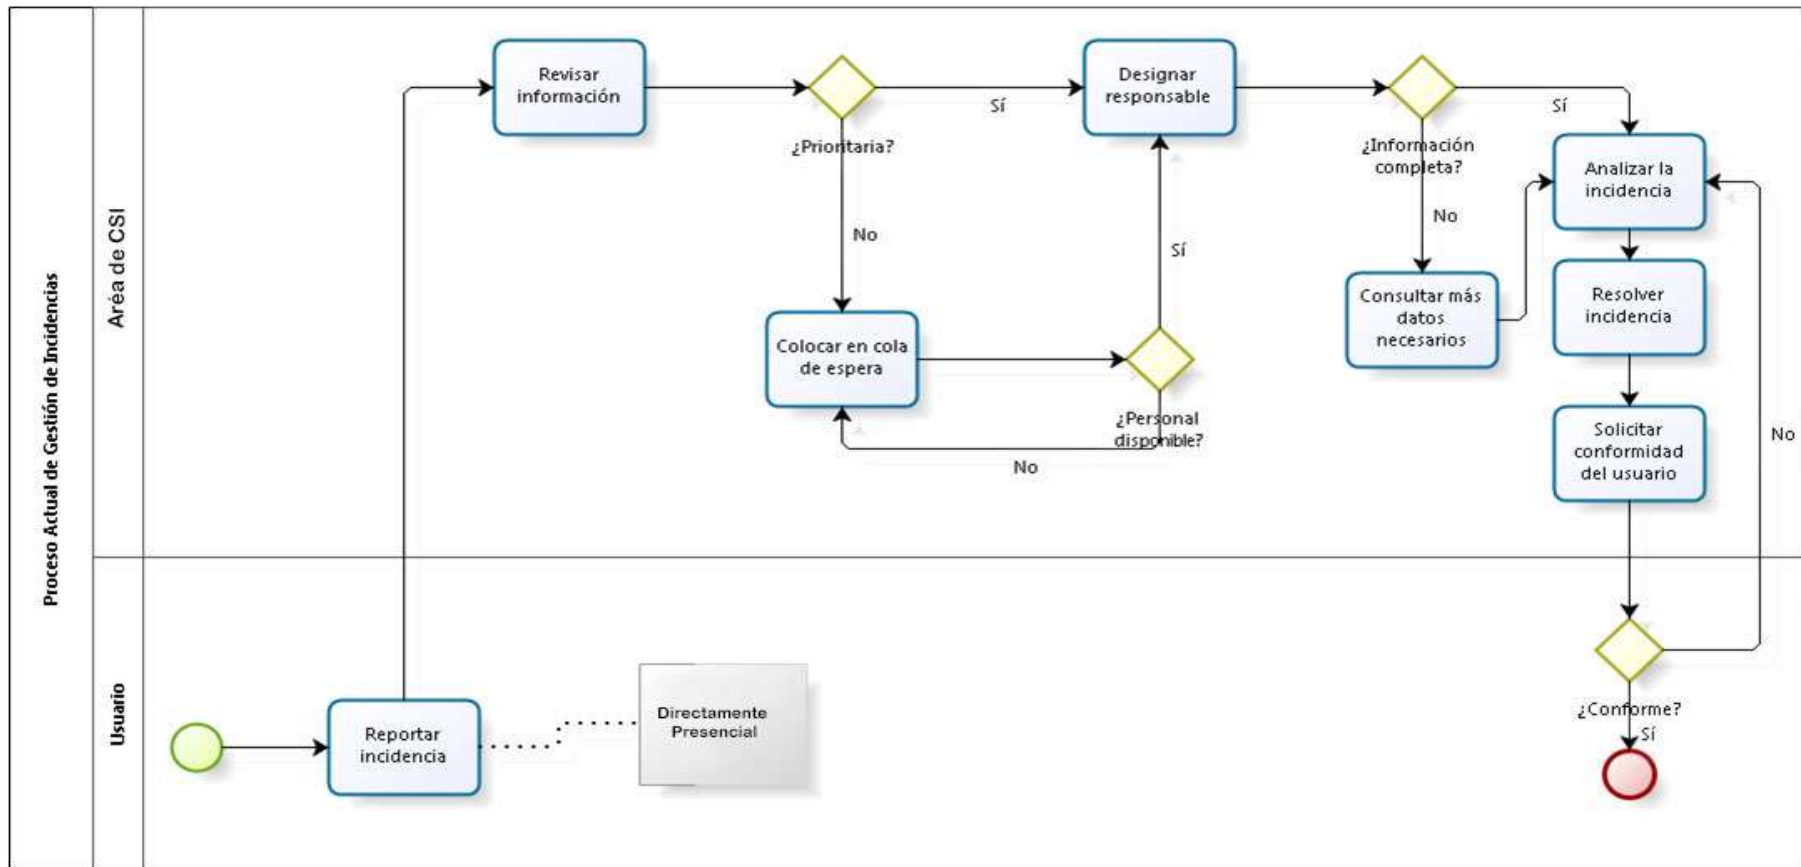 Proceso Actual de Gestión de Incidencias
Aréa de CSI
Revisar
información
¿Prioritaria?
Sí
No
Designar
responsable
¿Información
completa?
Sí
No
Analizar la
incidencia
Colocar en cola
de espera
¿Personal
disponible?
Sí
No
Consultar más
datos
necesarios
Resolver
incidencia
Solicitar
conformidad
del usuario
No
Usuario
Reportar
incidencia
Directamente
Presencial
¿Conforme?
Sí